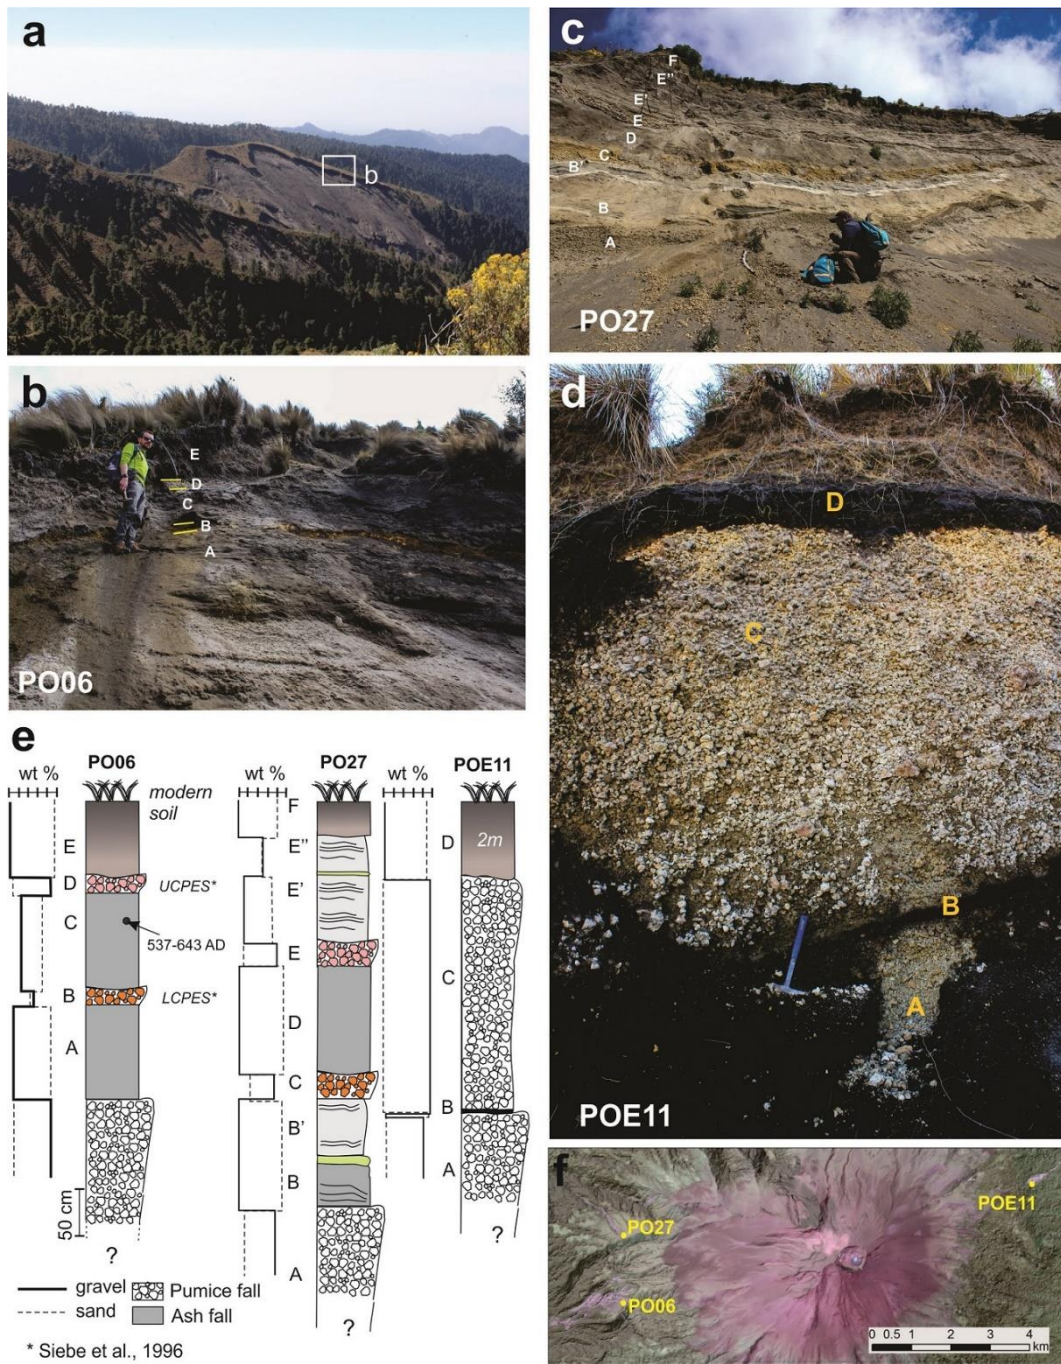 a
b
c
F
E"
E'
E
D
C
B'
B
A
PO27
b
E
D
C
B
A
PO06
d
D
C
B
A
POE11
e
PO06
PO27
POE11
wt %
wt %
wt %
modern
soil
E
D
C
B
A
UCPES*
537-643 AD
LCPES*
50 cm
?
F
E"
E'
E
D
C
B'
B
A
?
D
2m
C
B
A
?
gravel
sand
Pumice fall
Ash fall
* Siebe et al., 1996
f
PO27
PO06
POE11
0 0.5 1 2 3 4
km